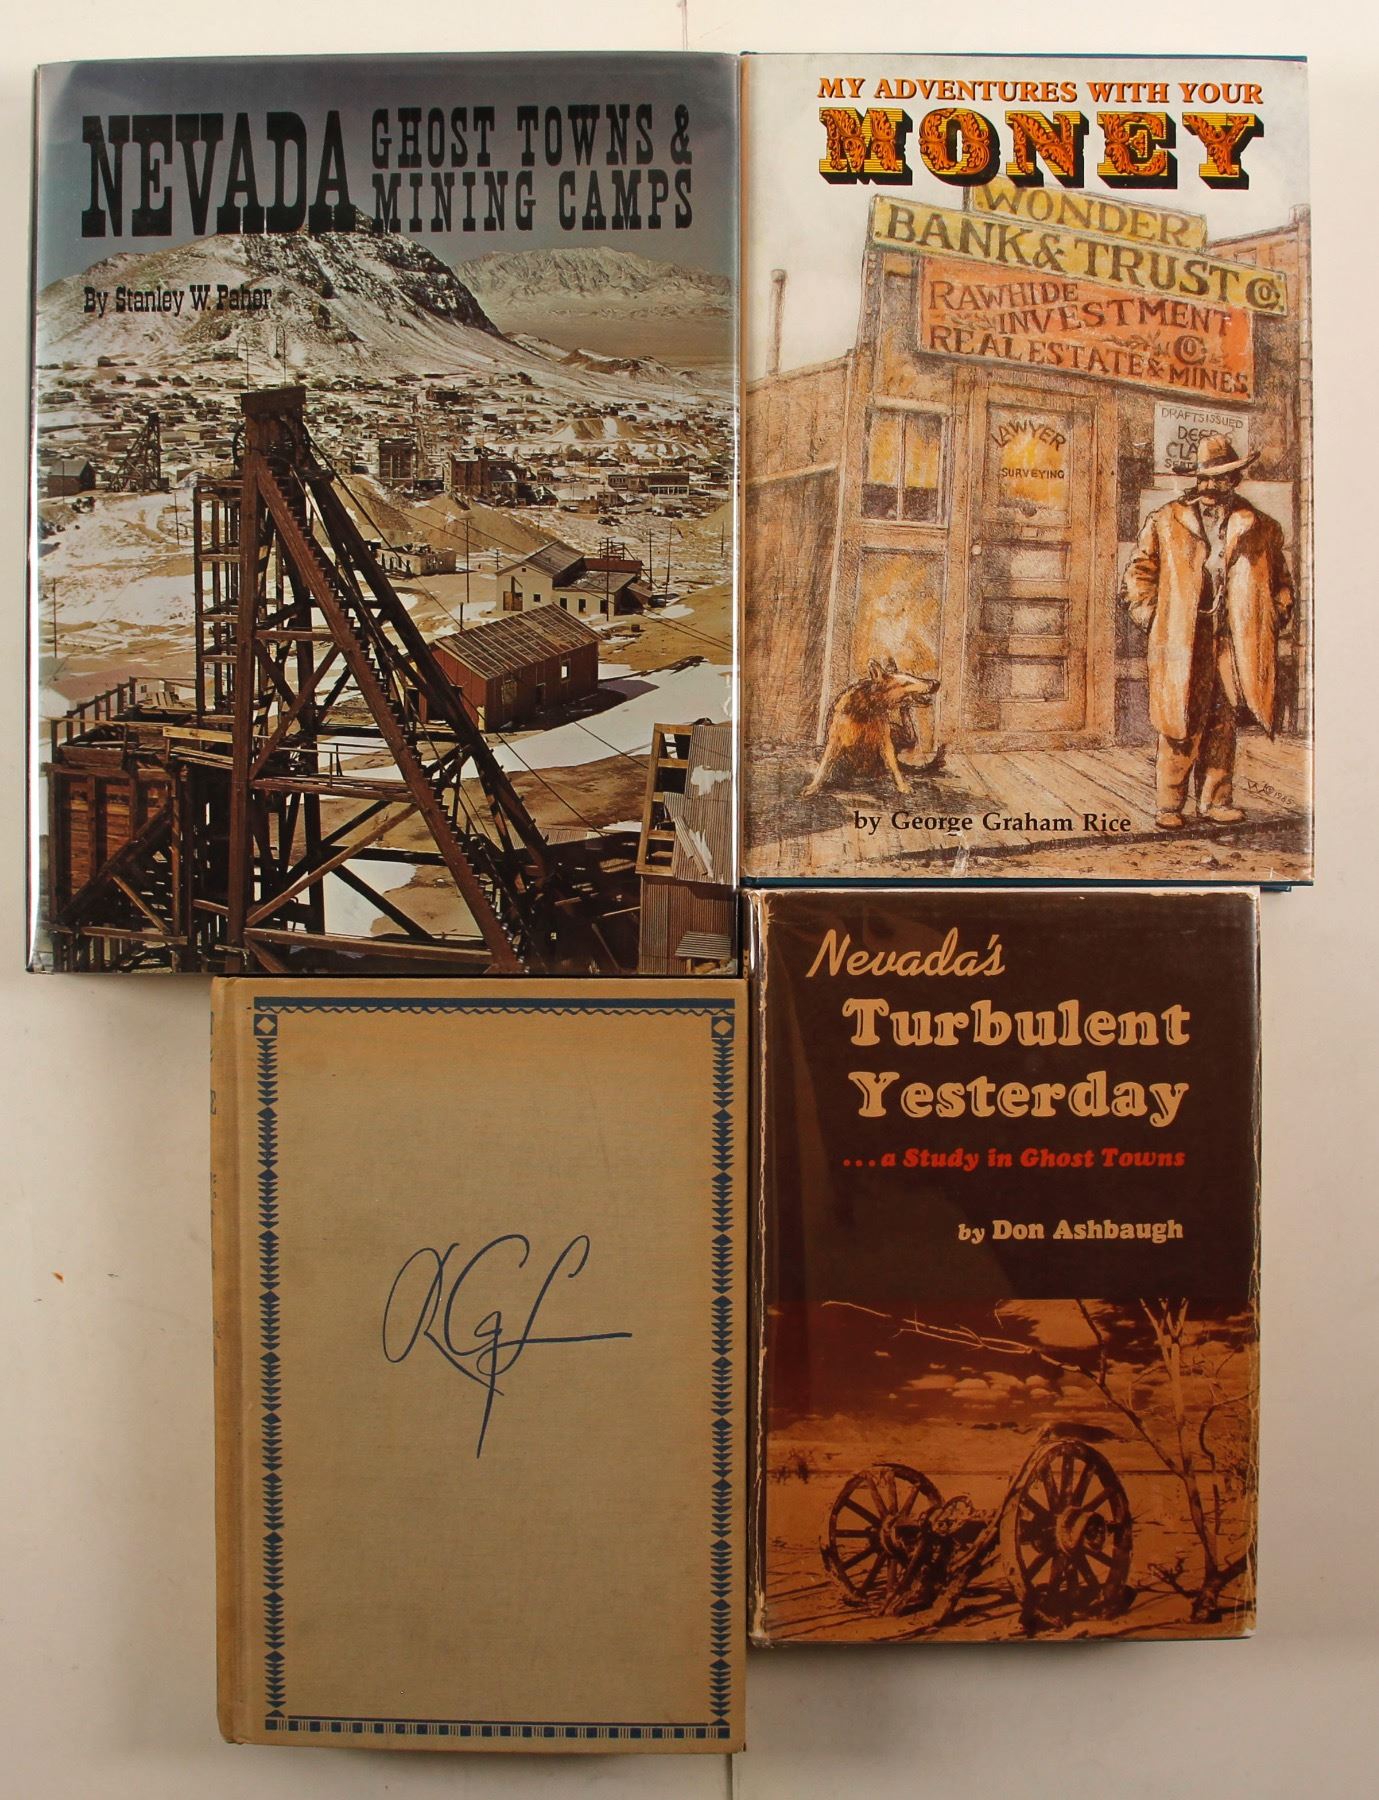 NEVADA GHOST TOWNS &
MINING CAMPS
By Stanley W. Paher
MY ADVENTURES WITH YOUR
MONEY
WONDER
BANK & TRUST Co.
RAWHIDE
INVESTMENT
Co.
REAL ESTATE & MINES
DRAFTS ISSUED
LAWYER
SURVEYING
by George Graham Rice
Nevada's
Turbulent
Yesterday
...a Study in Ghost Towns
by Don Ashbaugh
RGL